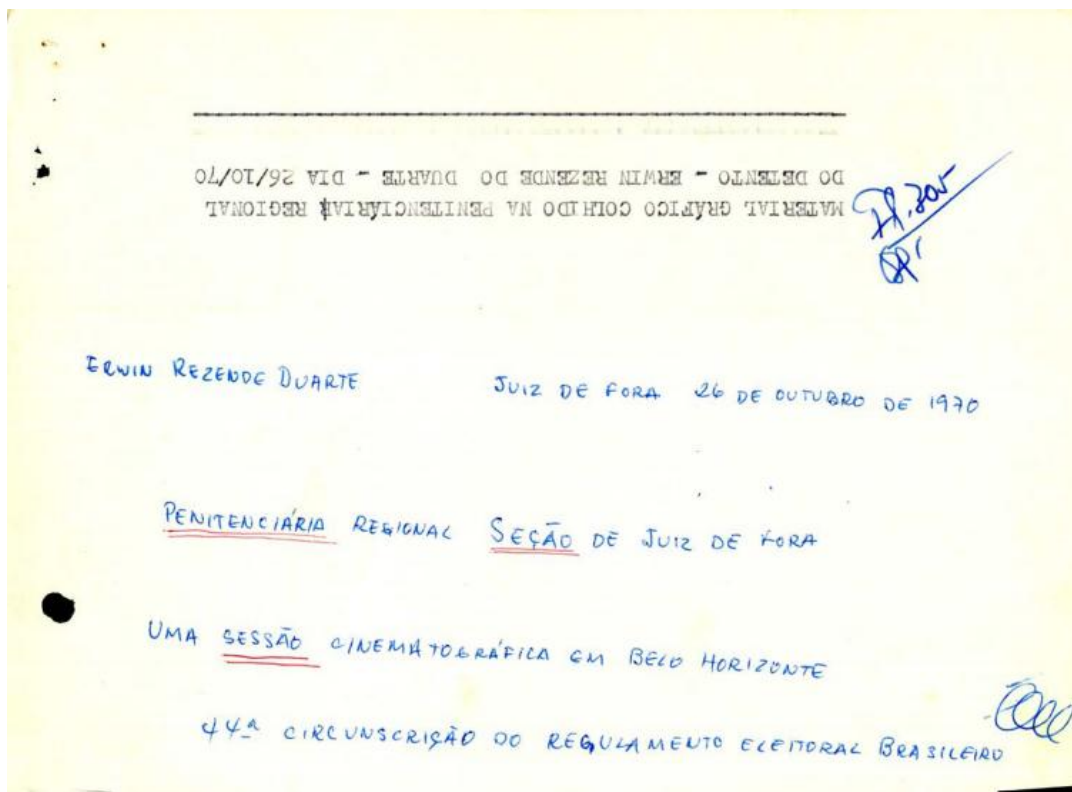 MATERIAL GRÁFICO COLHIDO NA PENITENCIÁRIA REGIONAL
DO DETENTO - ERWIN REZENDE DO DUARTE - DIA 26/10/70
ERWIN REZENDE DUARTE JUIZ DE FORA 26 DE OUTUBRO DE 1970
PENITENCIÁRIA REGIONAL SEÇÃO DE JUIZ DE FORA
UMA SESSÃO CINEMATOGRÁFICA EM BELO HORIZONTE
44ª CIRCUNSCRIÇÃO DO REGULAMENTO ELEITORAL BRASILEIRO